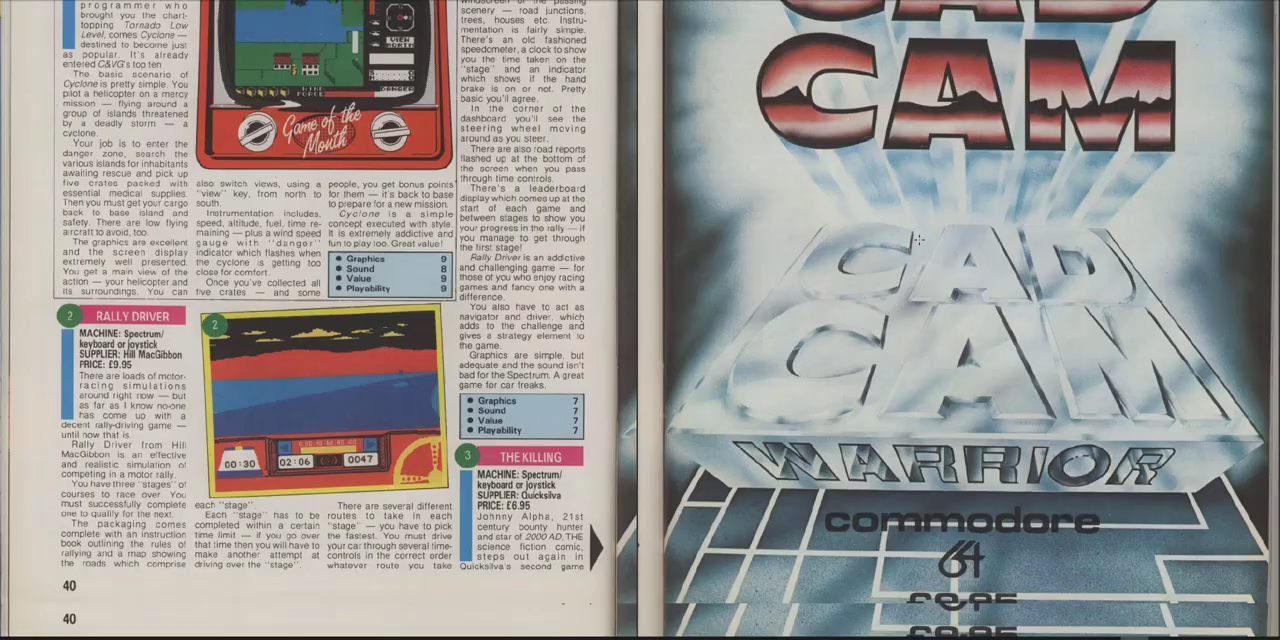 programmer who
brought you the chart-
topping Tornado Low
Level, comes Cyclone —
destined to become just
as popular. It's already
entered C&VG's top ten
The basic scenario of
Cyclone is pretty simple. You
pilot a helicopter on a mercy
mission — flying around a
group of islands threatened
by a deadly storm — a
cyclone.
Your job is to enter the
danger zone, search the
various islands for inhabitants
awaiting rescue and pick up
five crates packed with
essential medical supplies.
Then you must get your cargo
back to base island and
safety. There are low flying
aircraft to avoid, too.
The graphics are excellent
and the screen display
extremely well presented.
You get a main view of the
action — your helicopter and
its surroundings. You can
VIEW
NORTH
WIND
FORCE
DANGER
Game of the
Month
also switch views, using a
"view" key, from north to
south.
Instrumentation includes,
speed, altitude, fuel, time re-
maining — plus a wind speed
gauge with "danger"
indicator which flashes when
the cyclone is getting too
close for comfort.
Once you've collected all
five crates — and some
people, you get bonus points
for them — it's back to base
to prepare for a new mission.
Cyclone is a simple
concept executed with style.
It is extremely addictive and
fun to play too. Great value!
Graphics 9
Sound 8
Value 9
Playability 9
2 RALLY DRIVER
MACHINE: Spectrum/
keyboard or joystick
SUPPLIER: Hill MacGibbon
PRICE: £9.95
There are loads of motor-
racing simulations
around right now — but
as far as I know no-one
has come up with a
decent rally-driving game —
until now that is.
Rally Driver from Hill
MacGibbon is an effective
and realistic simulation of
competing in a motor rally.
You have three "stages" of
courses to race over. You
must successfully complete
one to qualify for the next.
The packaging comes
complete with an instruction
book outlining the rules of
rallying and a map showing
the roads which comprise
2
00:30
02:06
0047
each "stage".
Each "stage" has to be
completed within a certain
time limit — if you go over
that time then you will have to
make another attempt at
driving over the "stage".
There are several different
routes to take in each
"stage" — you have to pick
the fastest. You must drive
your car through several time-
controls in the correct order
whatever route you take
windscreen of the passing
scenery — road junctions,
trees, houses etc. Instru-
mentation is fairly simple.
There's an old fashioned
speedometer, a clock to show
you the time taken on the
"stage" and an indicator
which shows if the hand
brake is on or not. Pretty
basic you'll agree.
In the corner of the
dashboard you'll see the
steering wheel moving
around as you steer.
There are also road reports
flashed up at the bottom of
the screen when you pass
through time controls.
There's a leaderboard
display which comes up at the
start of each game and
between stages to show you
your progress in the rally — if
you manage to get through
the first stage!
Rally Driver is an addictive
and challenging game — for
those of you who enjoy racing
games and fancy one with a
difference.
You also have to act as
navigator and driver, which
adds to the challenge and
gives a strategy element to
the game.
Graphics are simple, but
adequate and the sound isn't
bad for the Spectrum. A great
game for car freaks.
Graphics 7
Sound 7
Value 7
Playability 7
3 THE KILLING
MACHINE: Spectrum/
keyboard or joystick
SUPPLIER: Quicksilva
PRICE: £6.95
Johnny Alpha, 21st
century bounty hunter
and star of 2000 AD, THE
science fiction comic,
steps out again in
Quicksilva's second game
40
40
CAD
CAM
CAD
CAM
WARRIOR
commodore
64
£9.95
£9.95